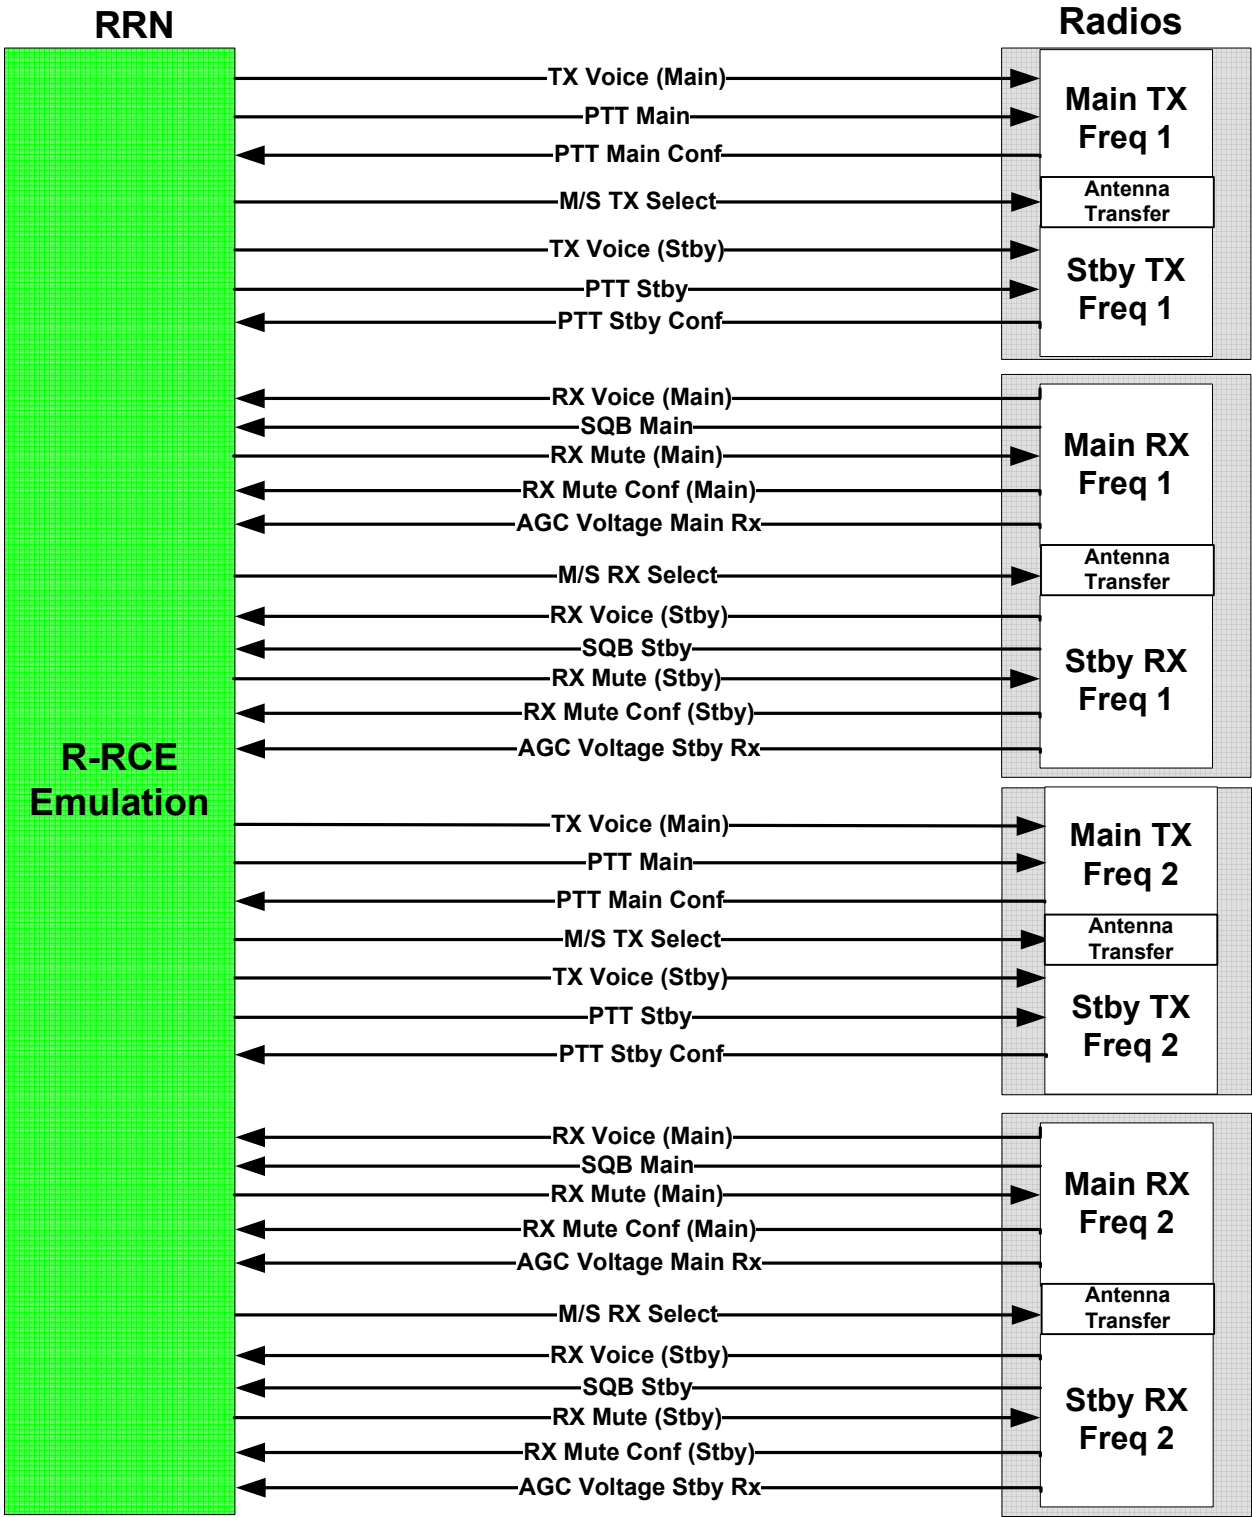 RRN
Radios
TX Voice (Main)
PTT Main
PTT Main Conf
Main TX
Freq 1
M/S TX Select
Antenna
Transfer
TX Voice (Stby)
PTT Stby
PTT Stby Conf
Stby TX
Freq 1
RX Voice (Main)
SQB Main
RX Mute (Main)
RX Mute Conf (Main)
AGC Voltage Main Rx
Main RX
Freq 1
M/S RX Select
Antenna
Transfer
RX Voice (Stby)
SQB Stby
RX Mute (Stby)
RX Mute Conf (Stby)
AGC Voltage Stby Rx
Stby RX
Freq 1
R-RCE
Emulation
TX Voice (Main)
PTT Main
PTT Main Conf
Main TX
Freq 2
M/S TX Select
Antenna
Transfer
TX Voice (Stby)
PTT Stby
PTT Stby Conf
Stby TX
Freq 2
RX Voice (Main)
SQB Main
RX Mute (Main)
RX Mute Conf (Main)
AGC Voltage Main Rx
Main RX
Freq 2
M/S RX Select
Antenna
Transfer
RX Voice (Stby)
SQB Stby
RX Mute (Stby)
RX Mute Conf (Stby)
AGC Voltage Stby Rx
Stby RX
Freq 2